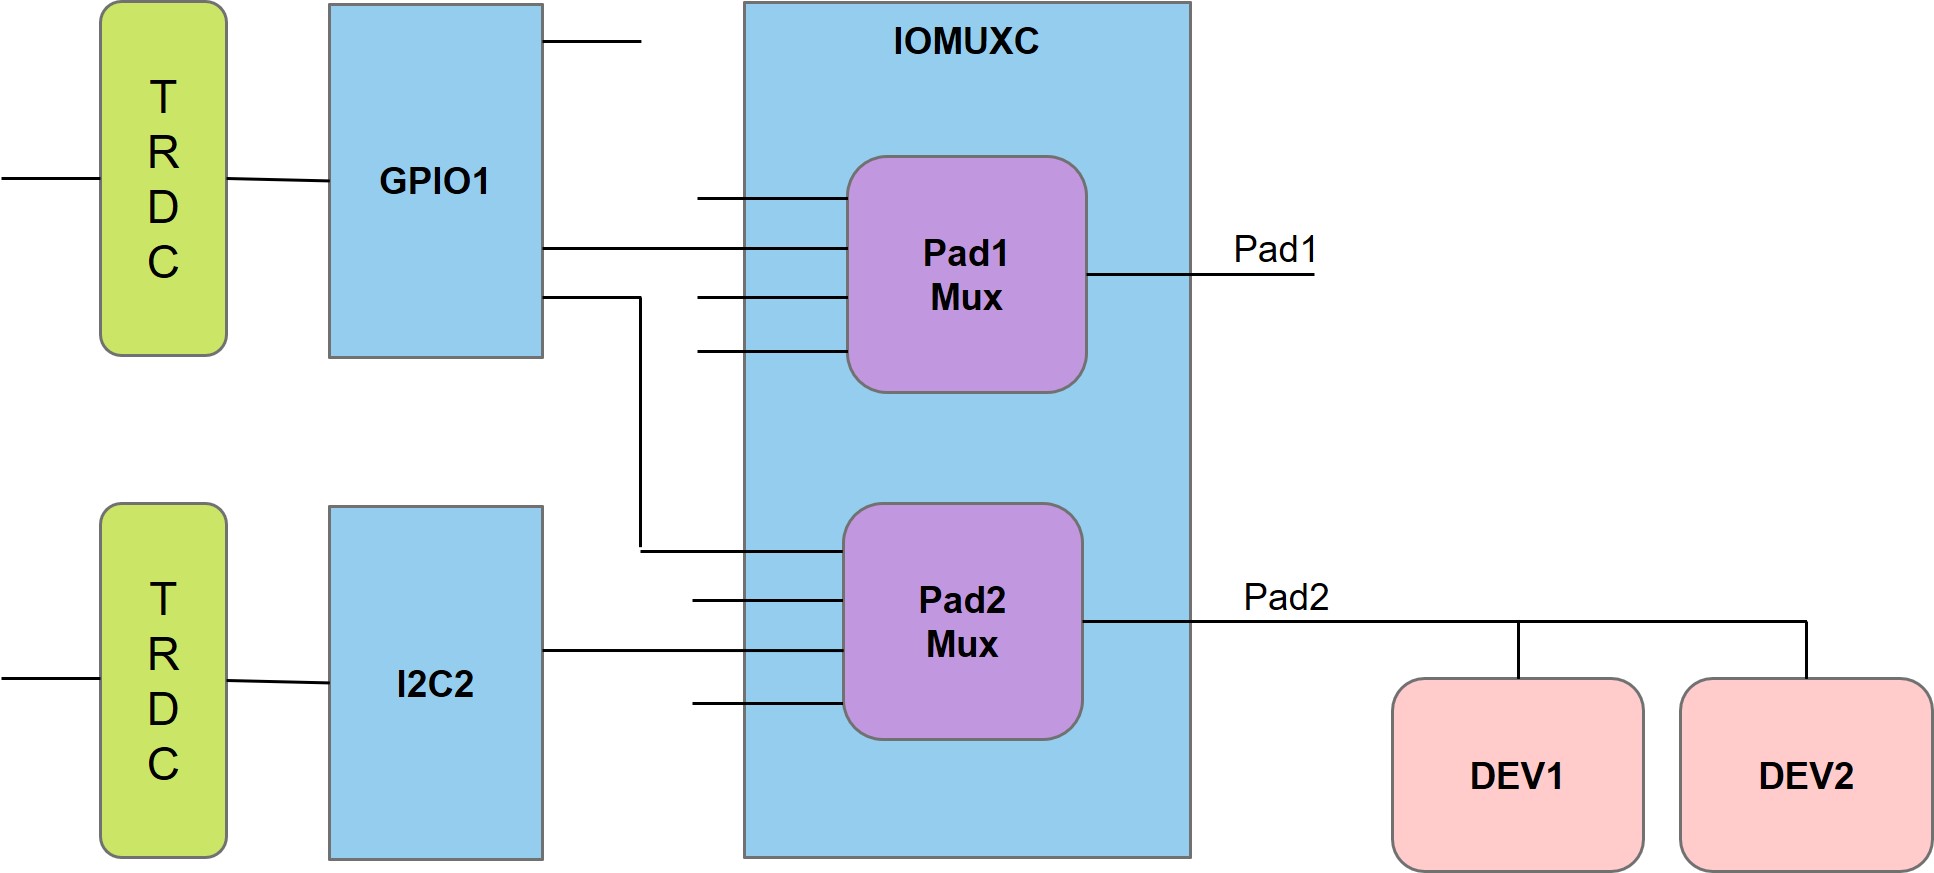 T
R
D
C
GPIO1
IOMUXC
Pad1
Mux
Pad1
T
R
D
C
I2C2
Pad2
Mux
Pad2
DEV1
DEV2